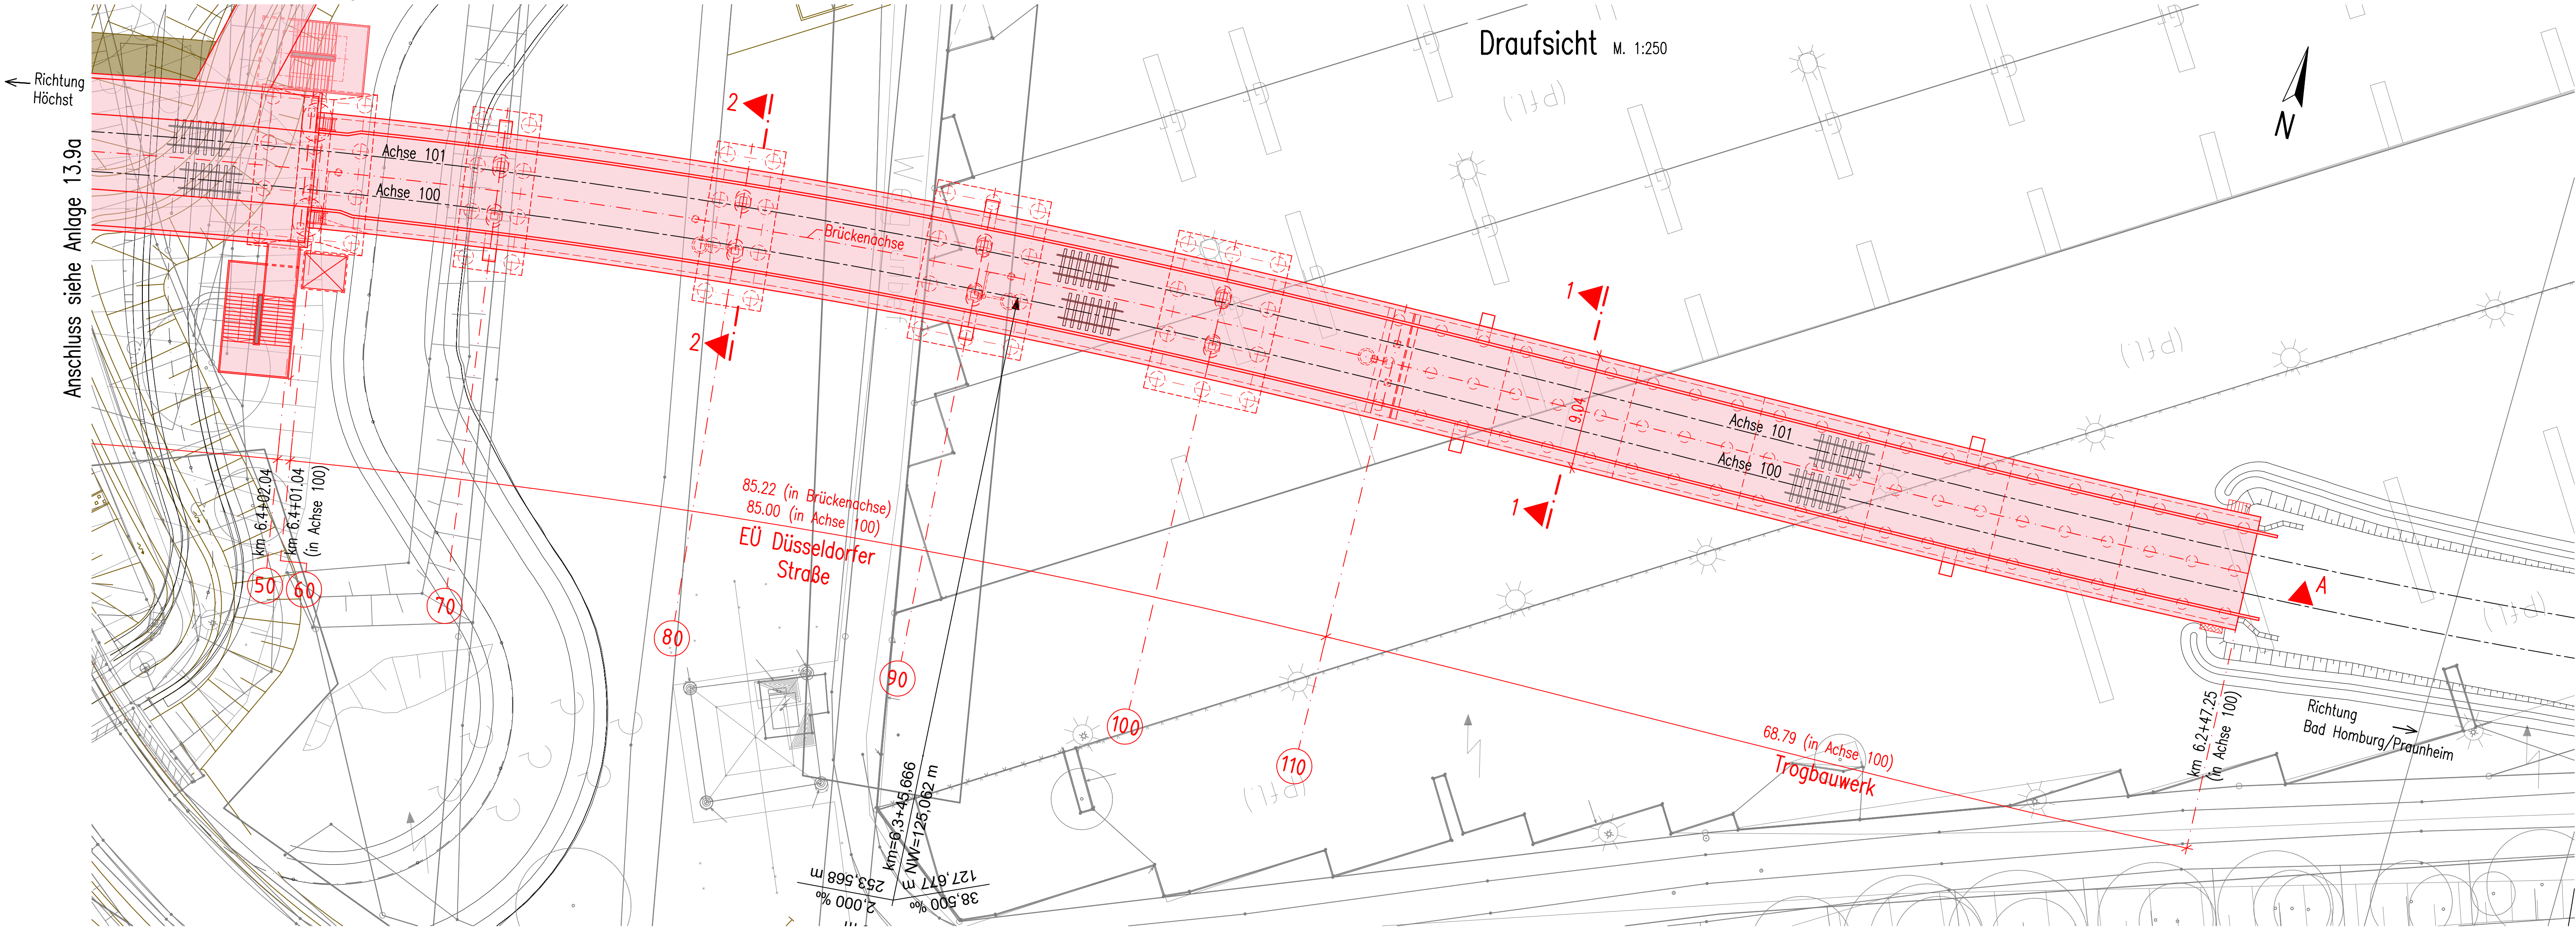 Draufsicht M. 1:250
Richtung
Höchst
Anschluss siehe Anlage 13.9a
N
2
2
1
1
A
Achse 101
Achse 100
Brückenachse
9.04
Achse 101
Achse 100
(Pfl.)
(Pfl.)
(Pfl.)
(Pfl.)
km 6.4+02.04
km 6.4+01.04
(in Achse 100)
85.22 (in Brückenachse)
85.00 (in Achse 100)
EÜ Düsseldorfer
Straße
50
60
70
80
90
100
110
68.79 (in Achse 100)
Trogbauwerk
km 6.2+47.25
(in Achse 100)
Richtung
Bad Homburg/Praunheim
km=6,3+45,666
NW=125,062 m
2,000 ‰
253,568 m
38,500 ‰
127,677 m